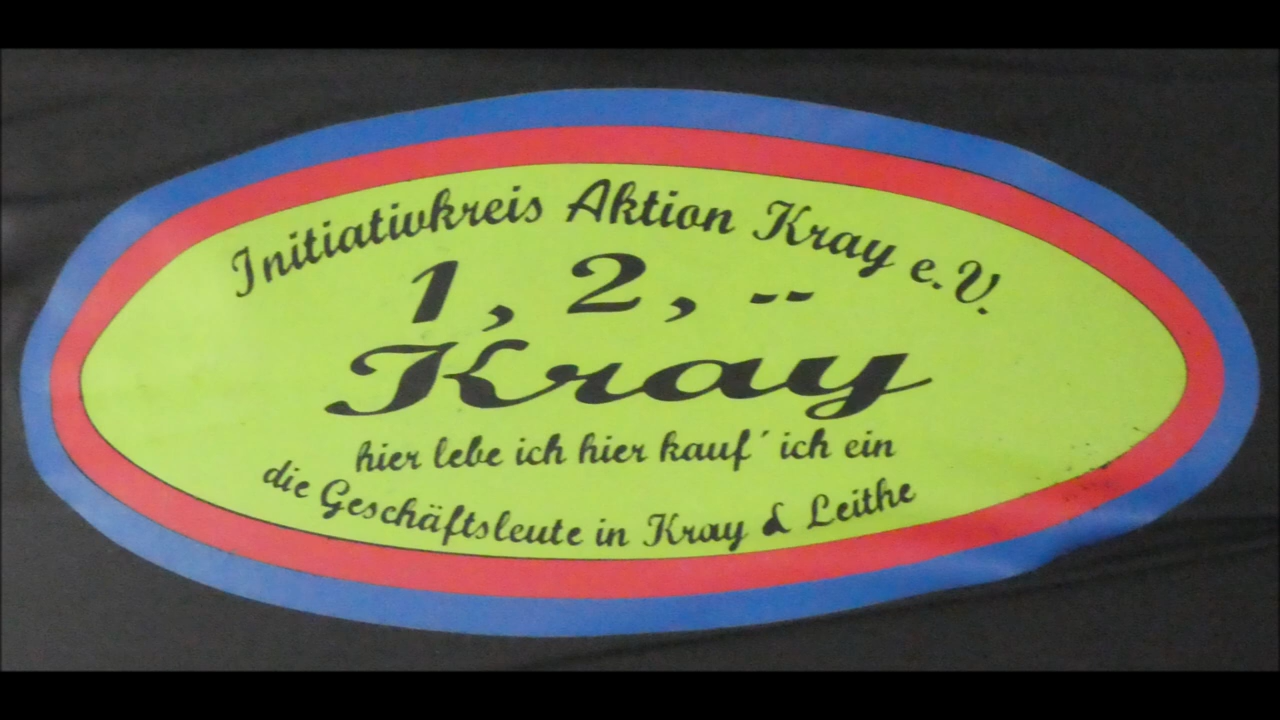 Initiativkreis Aktion Kray e.V.
1, 2, --
Kray
hier lebe ich hier kauf´ ich ein
die Geschäftsleute in Kray & Leithe